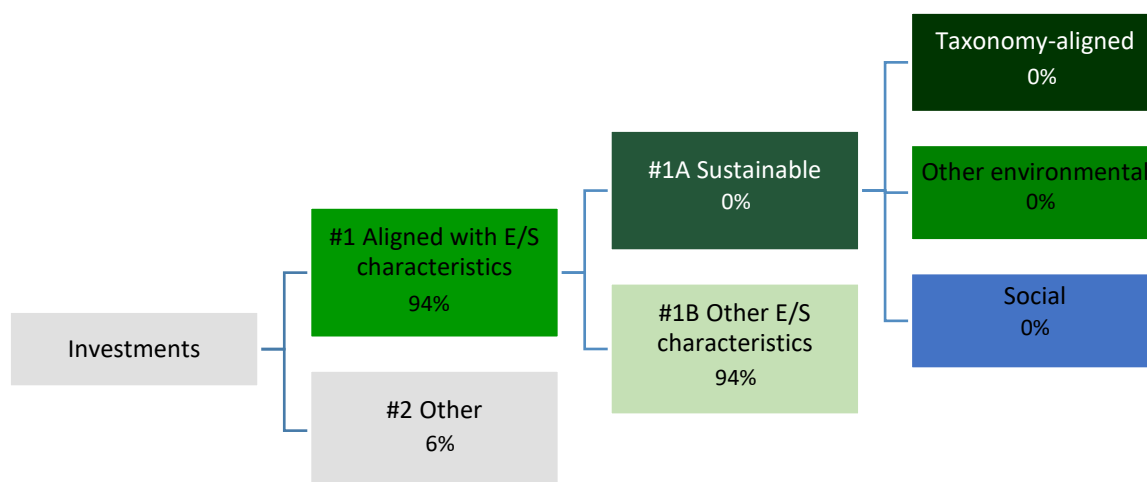 Investments
#1 Aligned with E/S
characteristics
94%
#2 Other
6%
#1A Sustainable
0%
#1B Other E/S
characteristics
94%
Taxonomy-aligned
0%
Other environmental
0%
Social
0%